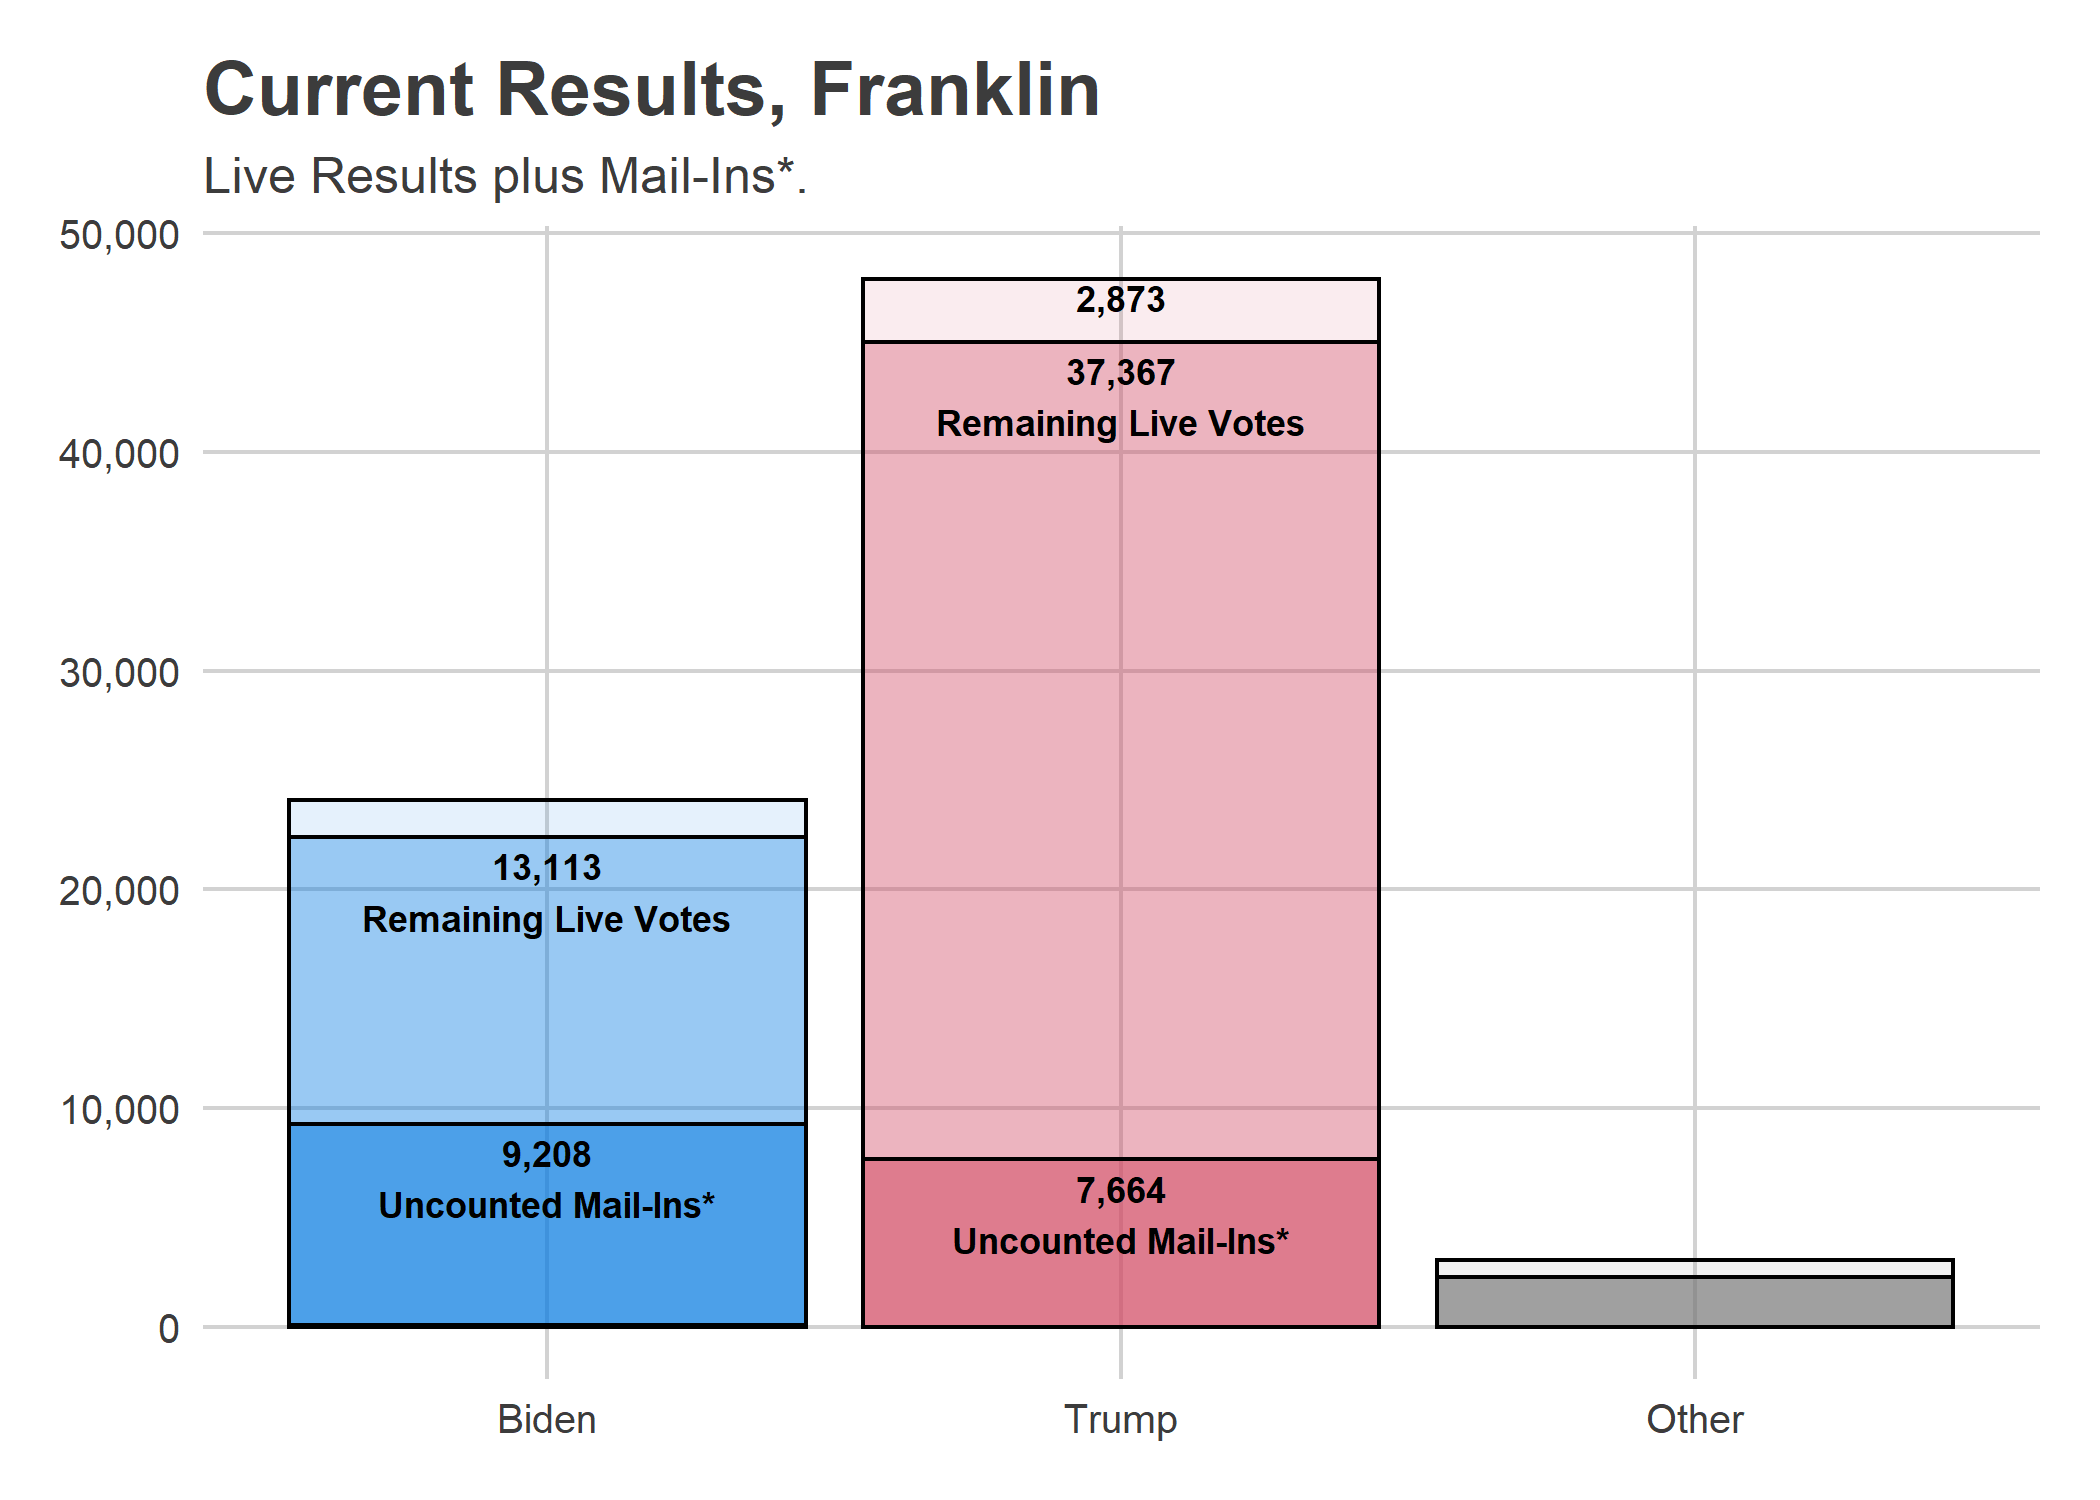 Current Results, Franklin
Live Results plus Mail-Ins*.
50,000
40,000
30,000
20,000
10,000
0
2,873
37,367
Remaining Live Votes
13,113
Remaining Live Votes
9,208
Uncounted Mail-Ins*
7,664
Uncounted Mail-Ins*
Biden
Trump
Other